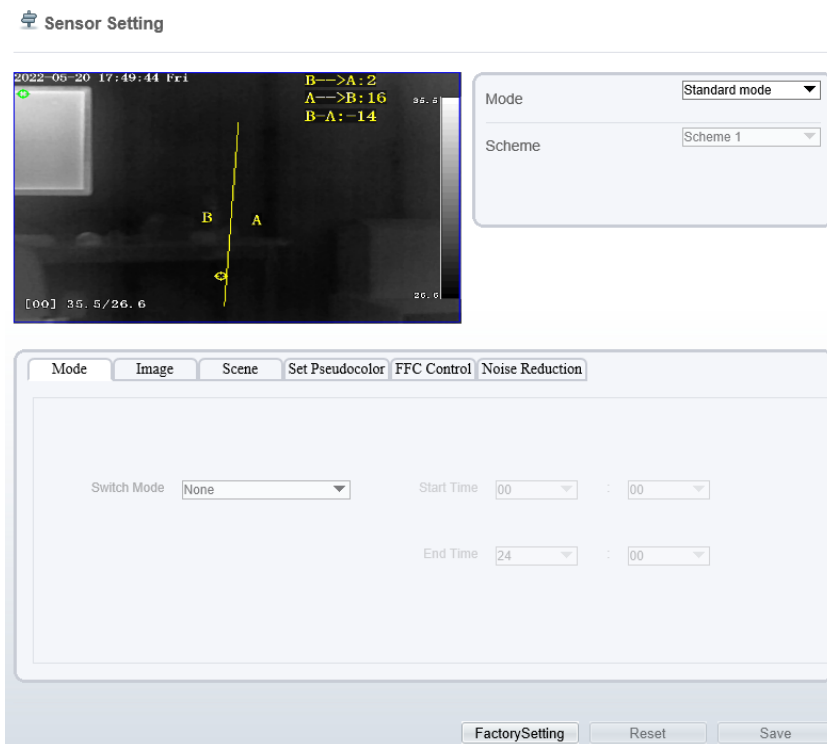 Sensor Setting
2022-05-20 17:49:44 Fri
B-->A:2
A-->B:16
B-A:-14
35.5
B
A
26.6
[00] 35.5/26.6
Mode
Standard mode
Scheme
Scheme 1
Mode
Image
Scene
Set Pseudocolor
FFC Control
Noise Reduction
Switch Mode
None
Start Time
00 : 00
End Time
24 : 00
FactorySetting
Reset
Save